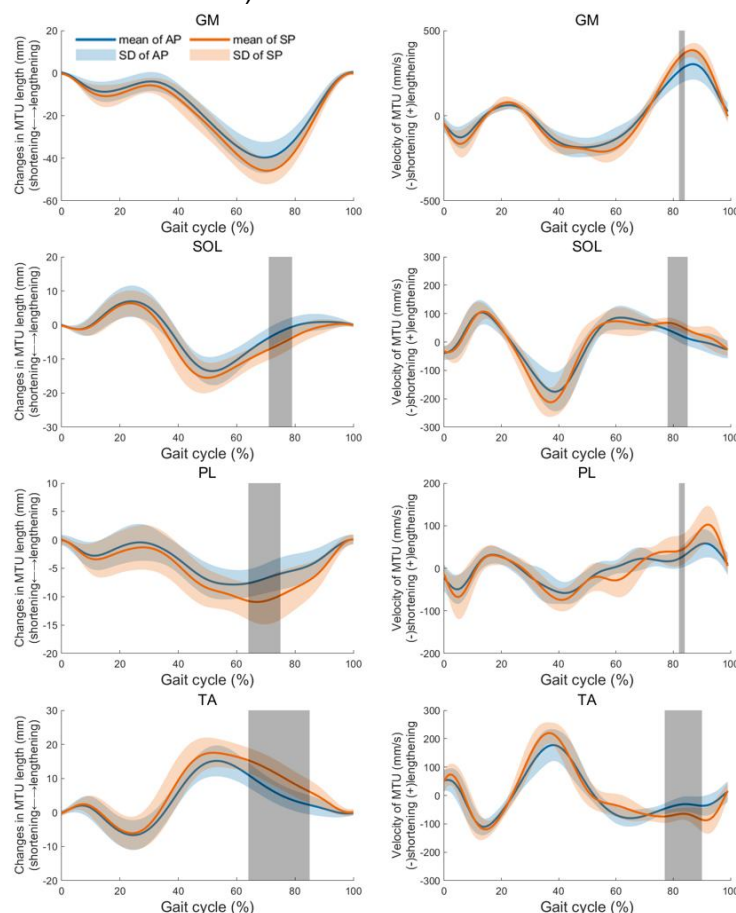 GM
mean of AP
mean of SP
SD of AP
SD of SP
Changes in MTU length (mm)
(shortening←--→lengthening)
20
0
-20
-40
-60
0 20 40 60 80 100
Gait cycle (%)
GM
Velocity of MTU (mm/s)
(-)shortening (+)lengthening
500
0
-500
0 20 40 60 80 100
Gait cycle (%)
SOL
Changes in MTU length (mm)
(shortening←--→lengthening)
20
10
0
-10
-20
-30
0 20 40 60 80 100
Gait cycle (%)
SOL
Velocity of MTU (mm/s)
(-)shortening (+)lengthening
300
200
100
0
-100
-200
-300
0 20 40 60 80 100
Gait cycle (%)
PL
Changes in MTU length (mm)
(shortening←--→lengthening)
10
5
0
-5
-10
-15
-20
0 20 40 60 80 100
Gait cycle (%)
PL
Velocity of MTU (mm/s)
(-)shortening (+)lengthening
200
100
0
-100
-200
0 20 40 60 80 100
Gait cycle (%)
TA
Changes in MTU length (mm)
(shortening←--→lengthening)
30
20
10
0
-10
-20
0 20 40 60 80 100
Gait cycle (%)
TA
Velocity of MTU (mm/s)
(-)shortening (+)lengthening
300
200
100
0
-100
-200
-300
0 20 40 60 80 100
Gait cycle (%)